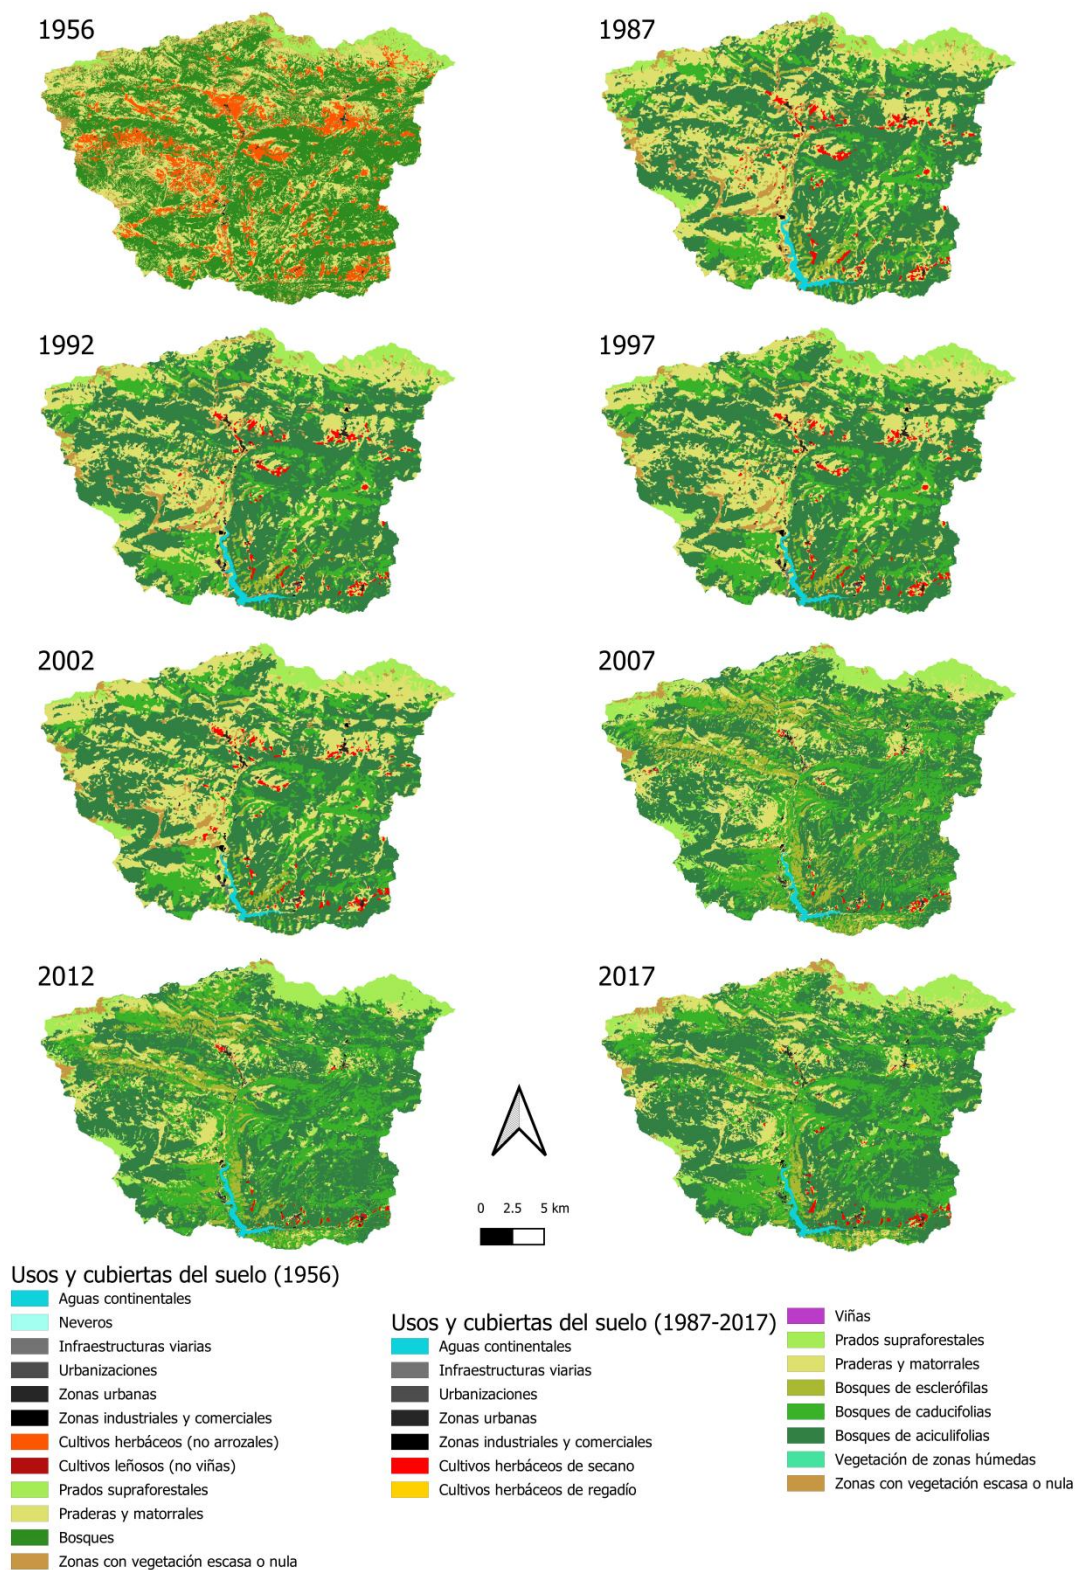 1956
1987
1992
1997
2002
2007
2012
2017
0 2.5 5 km
Usos y cubiertas del suelo (1956)
Aguas continentales
Neveros
Infraestructuras viarias
Urbanizaciones
Zonas urbanas
Zonas industriales y comerciales
Cultivos herbáceos (no arrozales)
Cultivos leñosos (no viñas)
Prados supraforestales
Praderas y matorrales
Bosques
Zonas con vegetación escasa o nula
Usos y cubiertas del suelo (1987-2017)
Aguas continentales
Infraestructuras viarias
Urbanizaciones
Zonas urbanas
Zonas industriales y comerciales
Cultivos herbáceos de secano
Cultivos herbáceos de regadío
Viñas
Prados supraforestales
Praderas y matorrales
Bosques de esclerófilas
Bosques de caducifolias
Bosques de aciculifolias
Vegetación de zonas húmedas
Zonas con vegetación escasa o nula